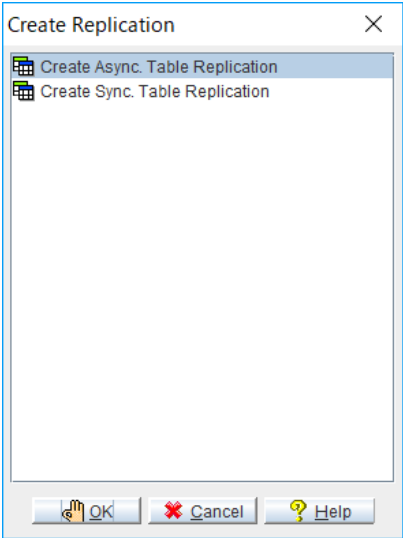 Create Replication
Create Async. Table Replication
Create Sync. Table Replication
OK Cancel Help